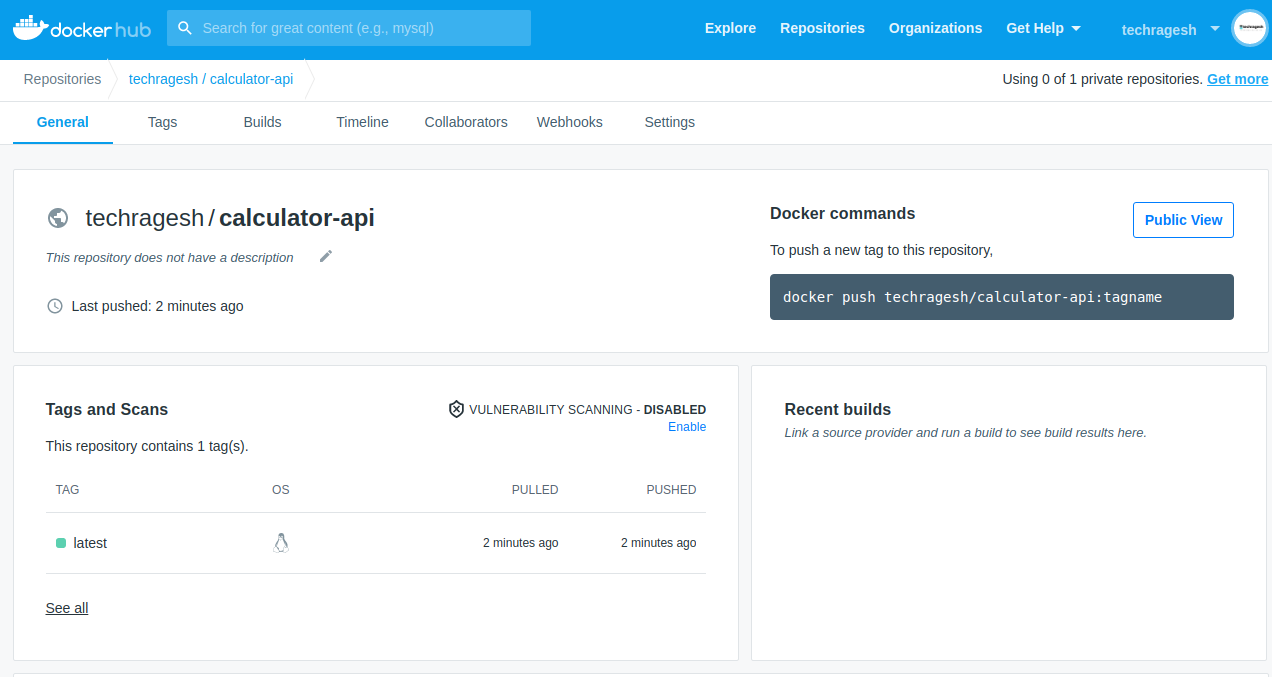 docker hub
Search for great content (e.g., mysql)
Explore
Repositories
Organizations
Get Help
techragesh
Repositories
techragesh / calculator-api
Using 0 of 1 private repositories. Get more
General
Tags
Builds
Timeline
Collaborators
Webhooks
Settings
techragesh / calculator-api
This repository does not have a description
Last pushed: 2 minutes ago
Docker commands
Public View
To push a new tag to this repository,
docker push techragesh/calculator-api:tagname
Tags and Scans
VULNERABILITY SCANNING - DISABLED
Enable
This repository contains 1 tag(s).
TAG OS PULLED PUSHED
latest 2 minutes ago 2 minutes ago
See all
Recent builds
Link a source provider and run a build to see build results here.